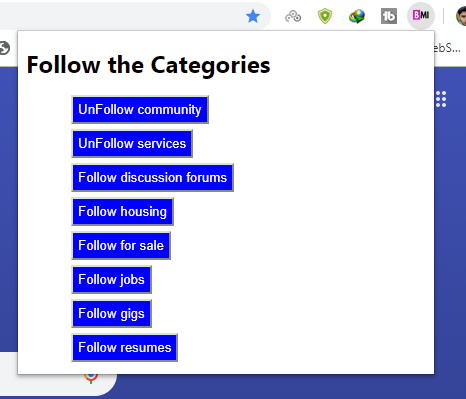 BMI
ebS...
Follow the Categories
UnFollow community
UnFollow services
Follow discussion forums
Follow housing
Follow for sale
Follow jobs
Follow gigs
Follow resumes